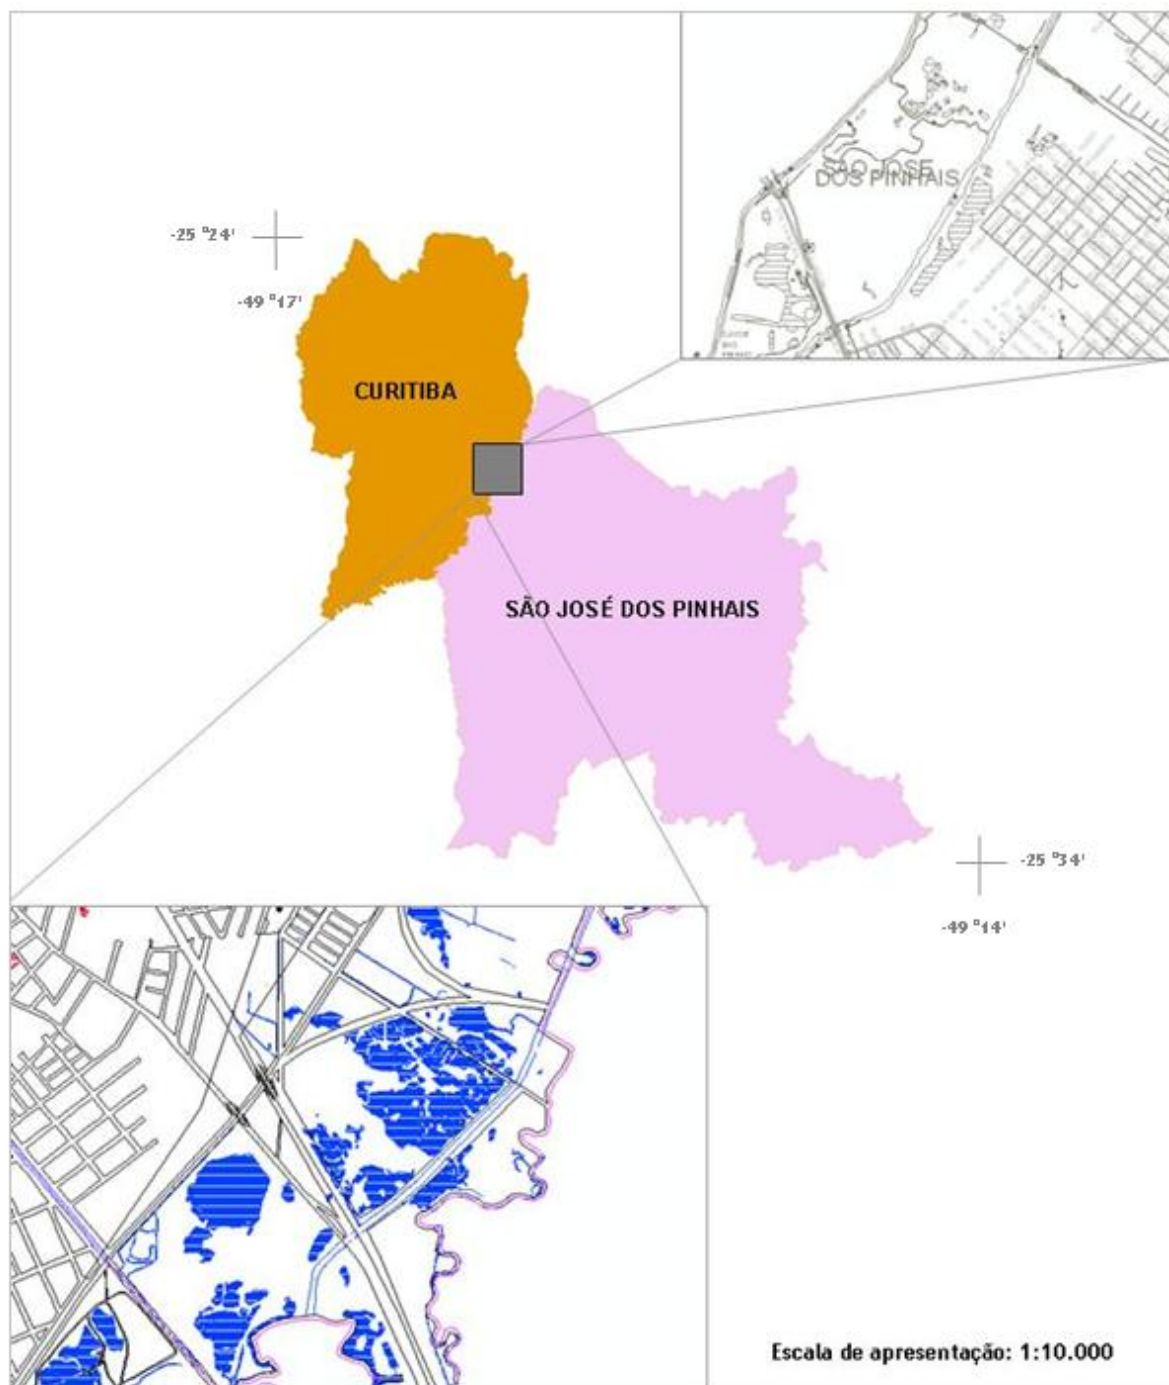 SÃO JOSE
DOS PINHAIS
-25 °24'
-49 °17'
CURITIBA
SÃO JOSÉ DOS PINHAIS
-25 °34'
-49 °14'
Escala de apresentação: 1:10.000